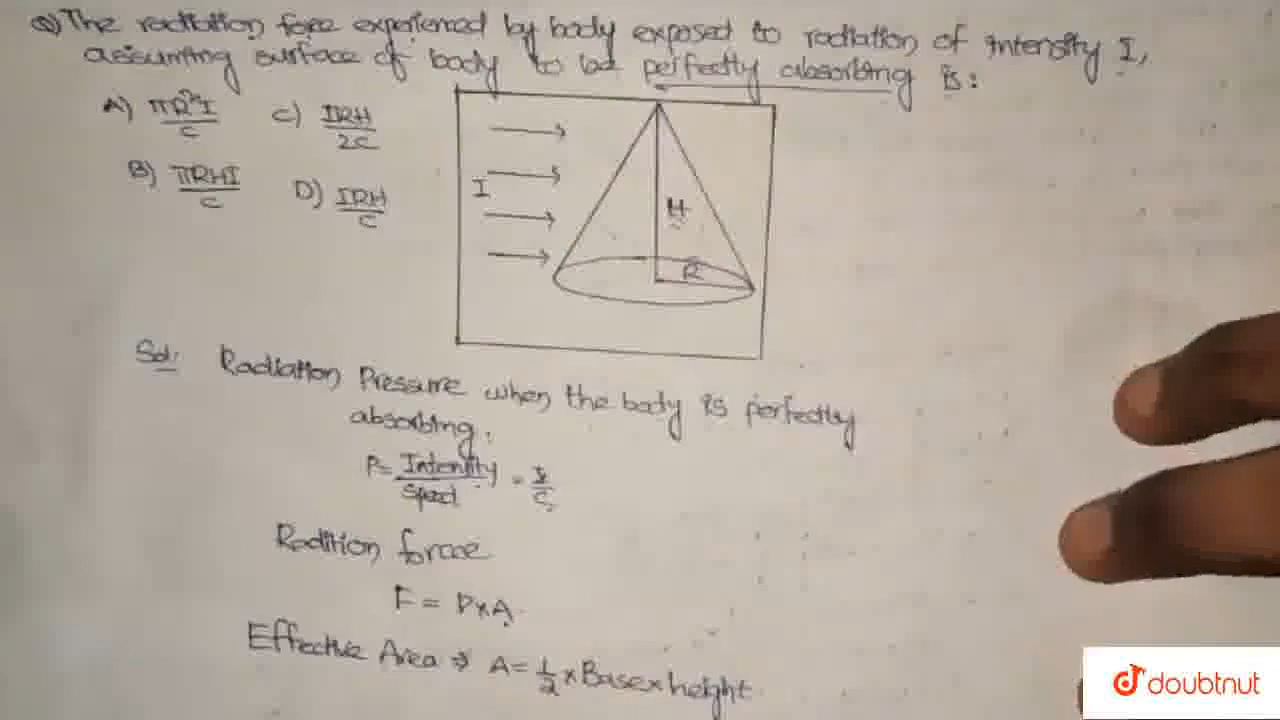 Q) The radiation force experienced by body exposed to radiation of intensity I,
assuming surface of body to be perfectly absorbing is:
A) πR²I/C C) IRH/2C
B) πRHI/C D) IRH/C
I
H
R
Sol: Radiation Pressure when the body is perfectly
absorbing.
P = Intensity/Speed = I/C
Radition force
F = P×A
Effective Area ⇒ A = 1/2 × Base × height
doubtnut